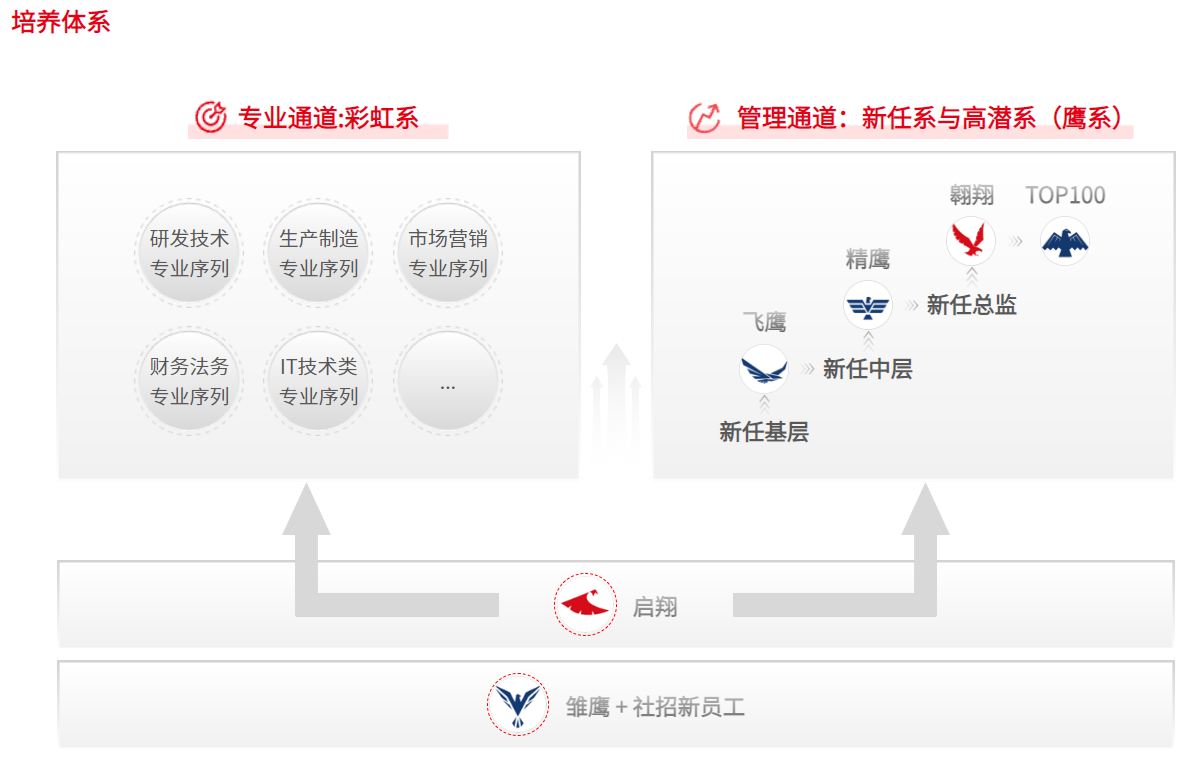 培养体系
专业通道:彩虹系
研发技术
专业序列
生产制造
专业序列
市场营销
专业序列
财务法务
专业序列
IT技术类
专业序列
...
管理通道：新任系与高潜系（鹰系）
翱翔
TOP100
精鹰
新任总监
飞鹰
新任中层
新任基层
启翔
雏鹰 + 社招新员工